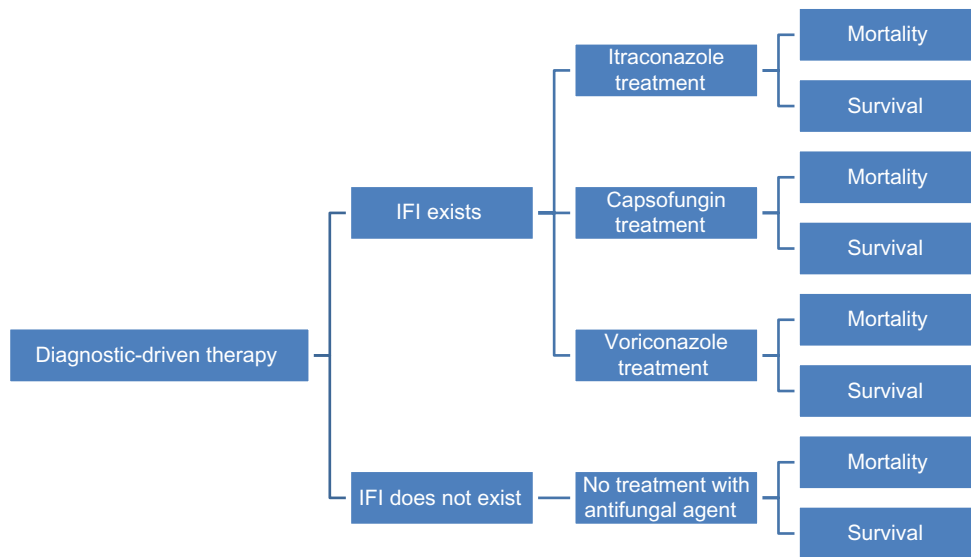 Mortality
Itraconazole
treatment
Survival
Mortality
IFI exists
Capsofungin
treatment
Survival
Mortality
Diagnostic-driven therapy
Voriconazole
treatment
Survival
Mortality
IFI does not exist
No treatment with
antifungal agent
Survival